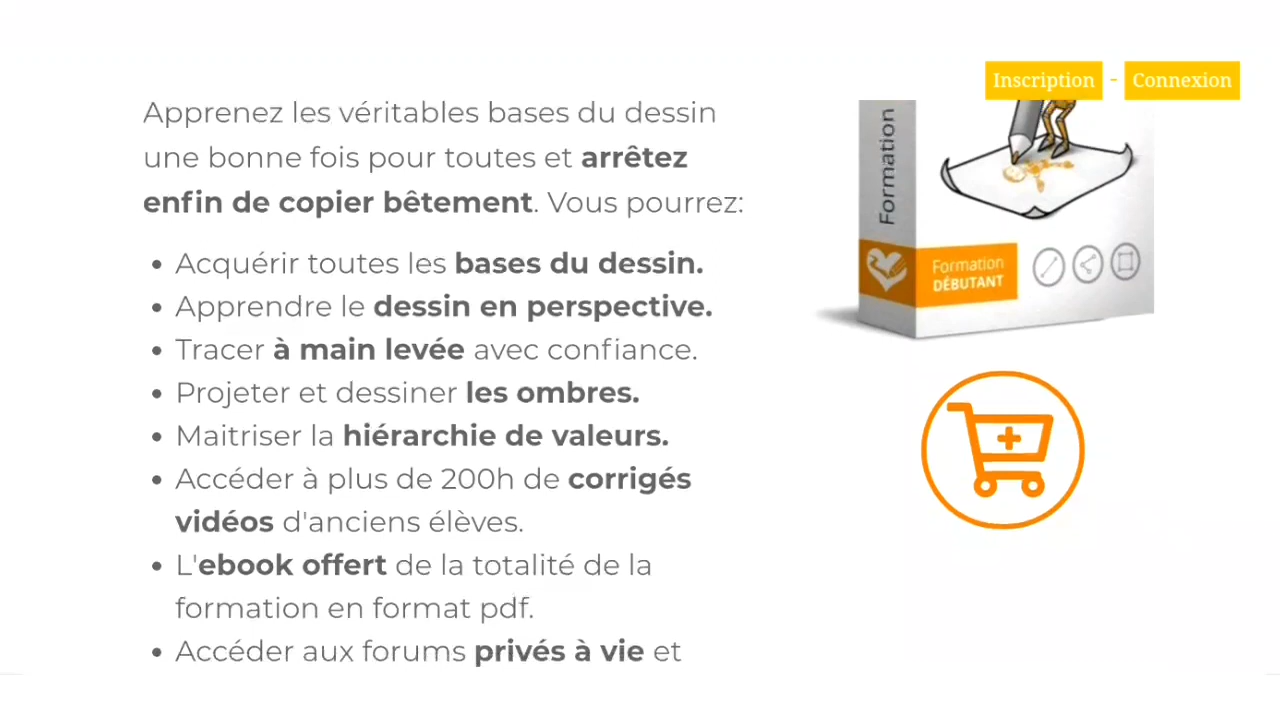 Inscription - Connexion
Apprenez les véritables bases du dessin
une bonne fois pour toutes et arrêtez
enfin de copier bêtement. Vous pourrez:
• Acquérir toutes les bases du dessin.
• Apprendre le dessin en perspective.
• Tracer à main levée avec confiance.
• Projeter et dessiner les ombres.
• Maitriser la hiérarchie de valeurs.
• Accéder à plus de 200h de corrigés
vidéos d'anciens élèves.
• L'ebook offert de la totalité de la
formation en format pdf.
• Accéder aux forums privés à vie et
Formation
Formation
DÉBUTANT